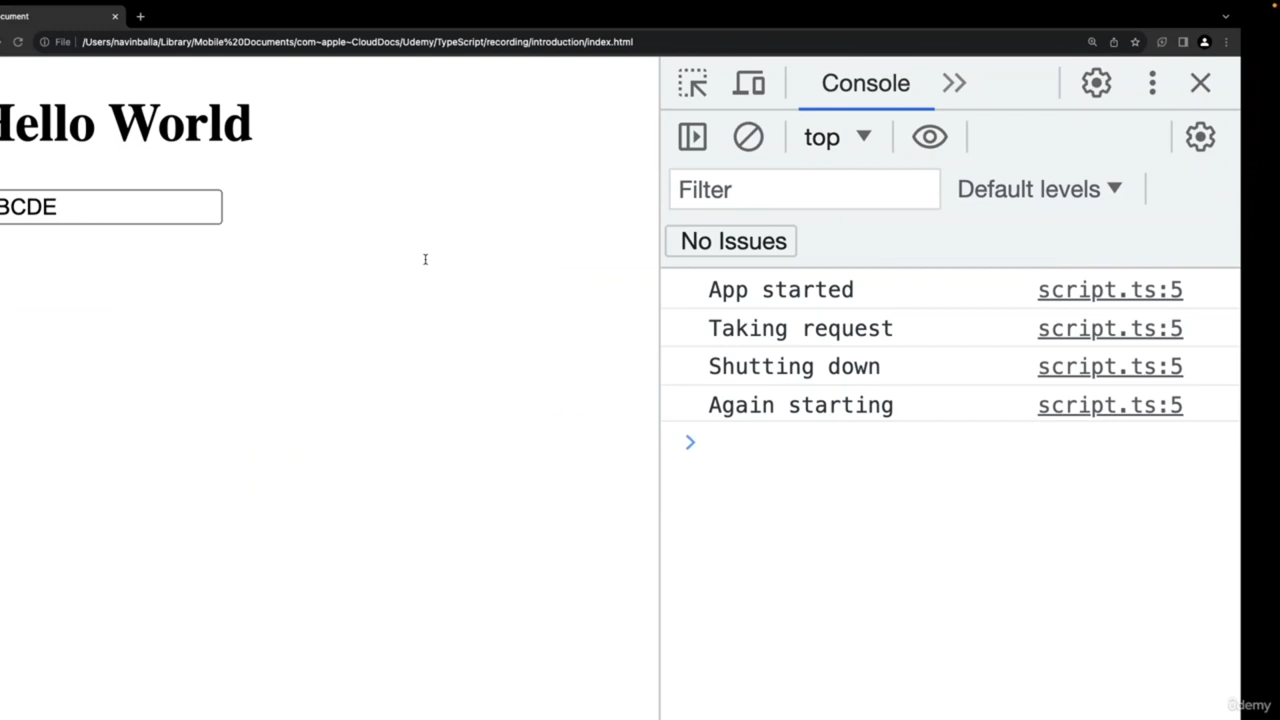 cument
File /Users/navinballa/Library/Mobile%20Documents/com~apple~CloudDocs/Udemy/TypeScript/recording/introduction/index.html
Hello World
BCDE
Console
top
Filter
Default levels
No Issues
App started script.ts:5
Taking request script.ts:5
Shutting down script.ts:5
Again starting script.ts:5
ûdemy